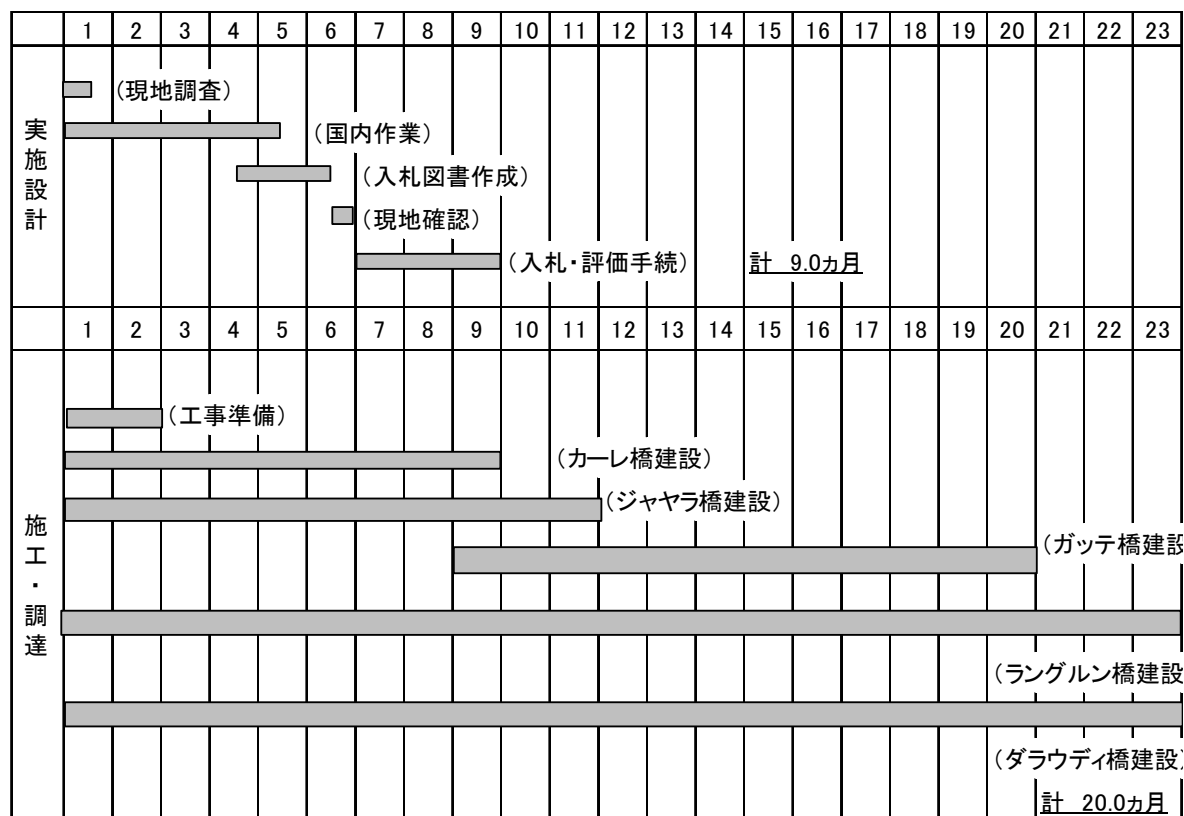 1 2 3 4 5 6 7 8 9 10 11 12 13 14 15 16 17 18 19 20 21 22 23
実施設計
（現地調査）
（国内作業）
（入札図書作成）
（現地確認）
（入札・評価手続） 計 9.0ヵ月
1 2 3 4 5 6 7 8 9 10 11 12 13 14 15 16 17 18 19 20 21 22 23
施工・調達
（工事準備）
（カーレ橋建設）
（ジャヤラ橋建設）
（ガッテ橋建設
（ラングルン橋建設
（ダラウディ橋建設）
計 20.0ヵ月